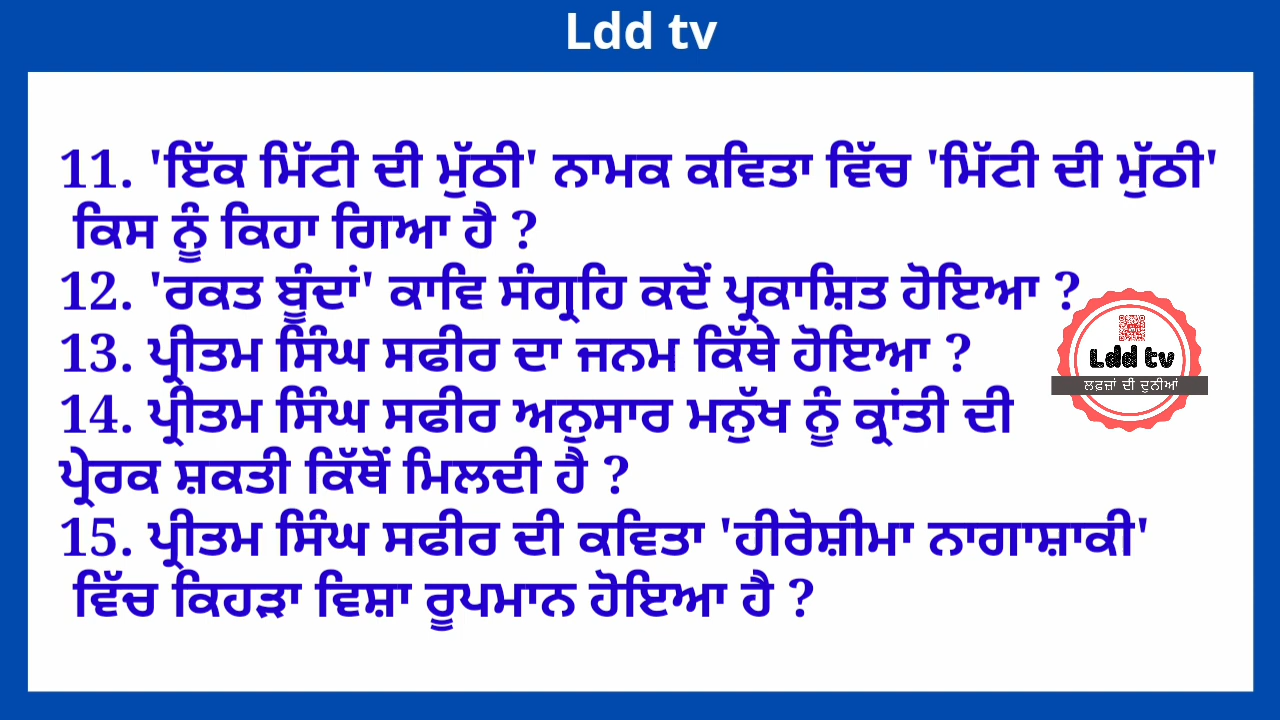 Ldd tv
11. 'ਇੱਕ ਮਿੱਟੀ ਦੀ ਮੁੱਠੀ' ਨਾਮਕ ਕਵਿਤਾ ਵਿੱਚ 'ਮਿੱਟੀ ਦੀ ਮੁੱਠੀ'
ਕਿਸ ਨੂੰ ਕਿਹਾ ਗਿਆ ਹੈ ?
12. 'ਰਕਤ ਬੂੰਦਾਂ' ਕਾਵਿ ਸੰਗ੍ਰਹਿ ਕਦੋਂ ਪ੍ਰਕਾਸ਼ਿਤ ਹੋਇਆ ?
13. ਪ੍ਰੀਤਮ ਸਿੰਘ ਸਫੀਰ ਦਾ ਜਨਮ ਕਿੱਥੇ ਹੋਇਆ ?
Ldd tv
ਲਫ਼ਜ਼ਾਂ ਦੀ ਦੁਨੀਆਂ
14. ਪ੍ਰੀਤਮ ਸਿੰਘ ਸਫੀਰ ਅਨੁਸਾਰ ਮਨੁੱਖ ਨੂੰ ਕ੍ਰਾਂਤੀ ਦੀ
ਪ੍ਰੇਰਕ ਸ਼ਕਤੀ ਕਿੱਥੋਂ ਮਿਲਦੀ ਹੈ ?
15. ਪ੍ਰੀਤਮ ਸਿੰਘ ਸਫੀਰ ਦੀ ਕਵਿਤਾ 'ਹੀਰੋਸ਼ੀਮਾ ਨਾਗਾਸ਼ਾਕੀ'
ਵਿੱਚ ਕਿਹੜਾ ਵਿਸ਼ਾ ਰੂਪਮਾਨ ਹੋਇਆ ਹੈ ?